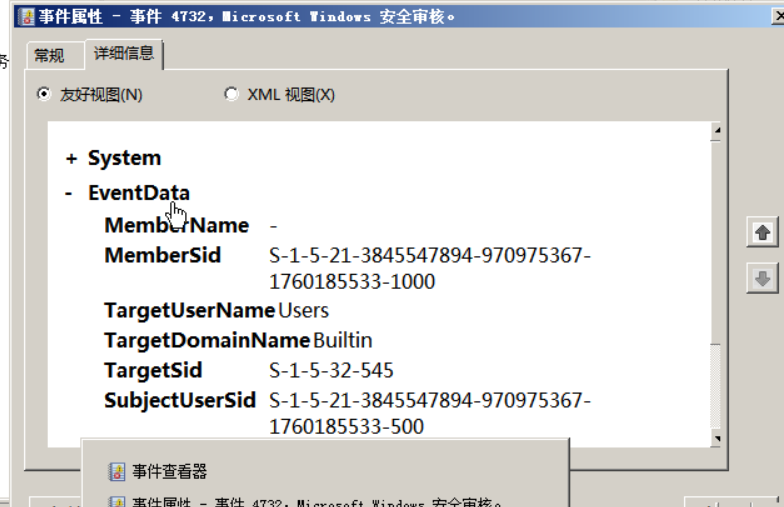 事件属性 - 事件 4732，Microsoft Windows 安全审核。
常规 详细信息
友好视图(N) XML 视图(X)
+ System
- EventData
MemberName -
MemberSid S-1-5-21-3845547894-970975367-
1760185533-1000
TargetUserName Users
TargetDomainName Builtin
TargetSid S-1-5-32-545
SubjectUserSid S-1-5-21-3845547894-970975367-
1760185533-500
事件查看器
事件属性 - 事件 4732，Microsoft Windows 安全审核。